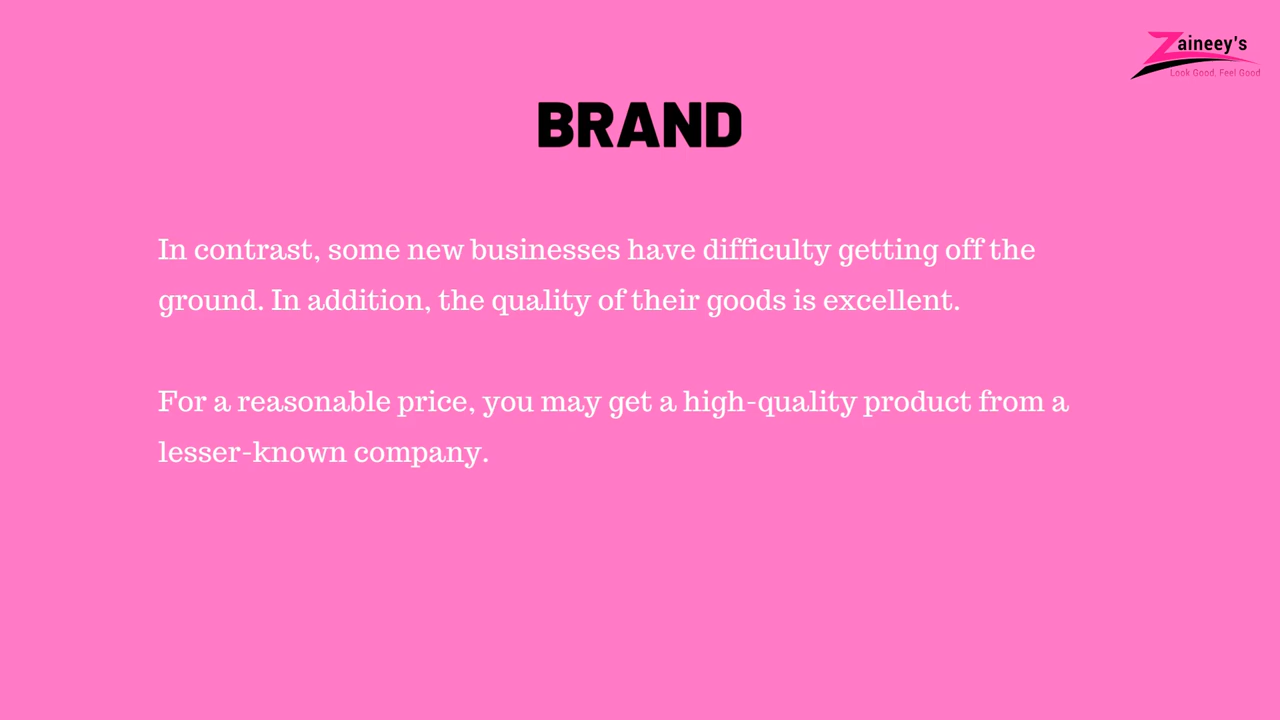 Zaineey's
Look Good, Feel Good
BRAND
In contrast, some new businesses have difficulty getting off the
ground. In addition, the quality of their goods is excellent.
For a reasonable price, you may get a high-quality product from a
lesser-known company.